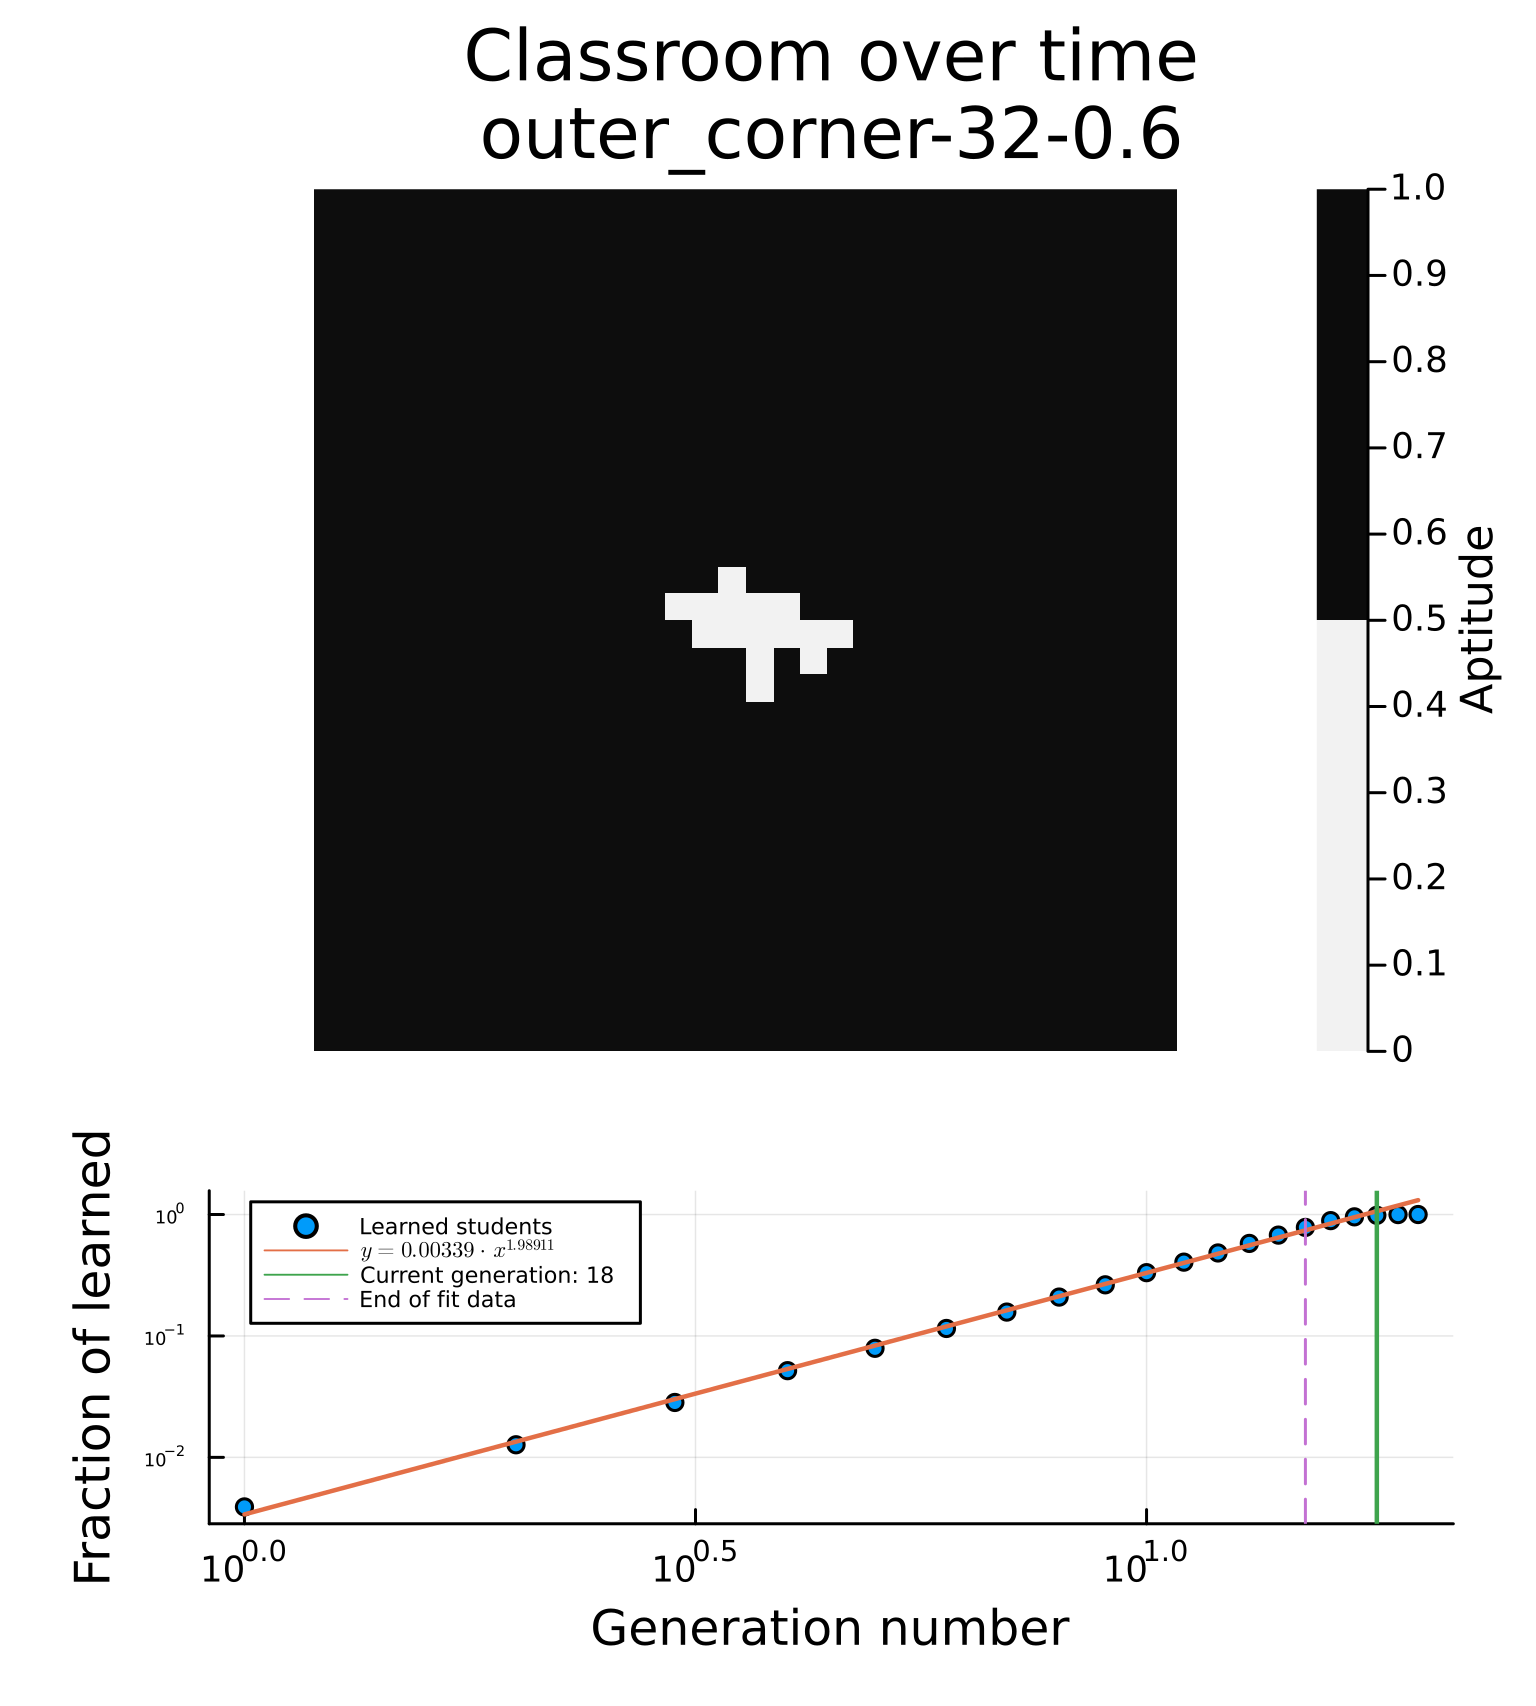 Classroom over time
outer_corner-32-0.6
1.0
0.9
0.8
0.7
0.6
0.5
0.4
0.3
0.2
0.1
0
Aptitude
Fraction of learned
10⁰
10⁻¹
10⁻²
Learned students
y = 0.00339 · x^1.98911
Current generation: 18
End of fit data
10^0.0
10^0.5
10^1.0
Generation number